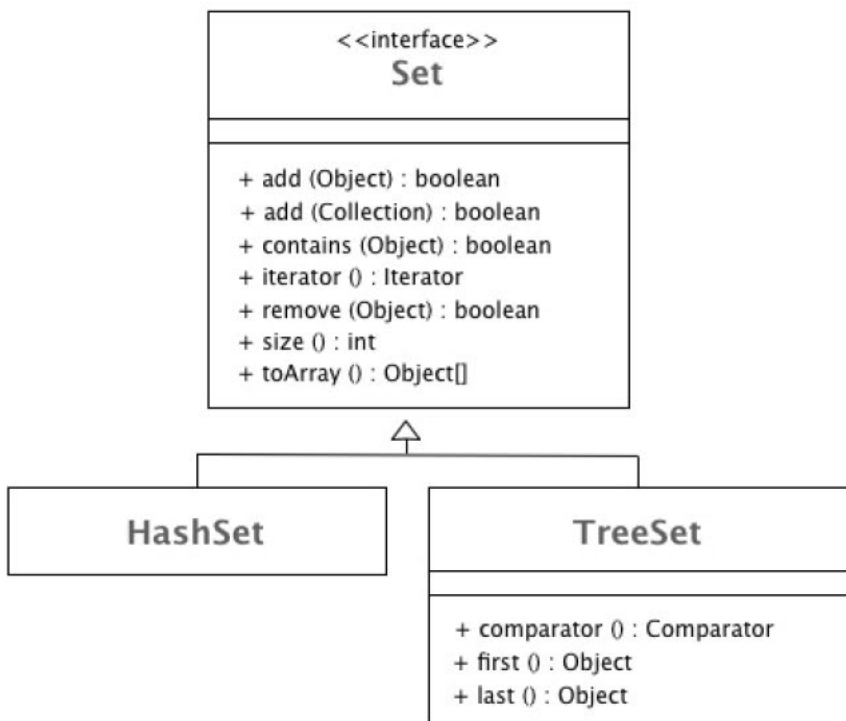 <<interface>>
Set
+ add (Object) : boolean
+ add (Collection) : boolean
+ contains (Object) : boolean
+ iterator () : Iterator
+ remove (Object) : boolean
+ size () : int
+ toArray () : Object[]
HashSet
TreeSet
+ comparator () : Comparator
+ first () : Object
+ last () : Object